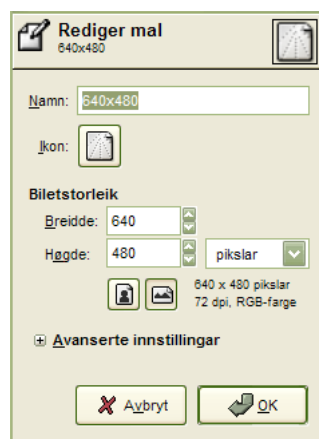 Rediger mal
640x480
Namn: 640x480
Ikon:
Biletstorleik
Breidde: 640
Høgde: 480 pikslar
640 x 480 pikslar
72 dpi, RGB-farge
Avanserte innstillingar
Avbryt OK